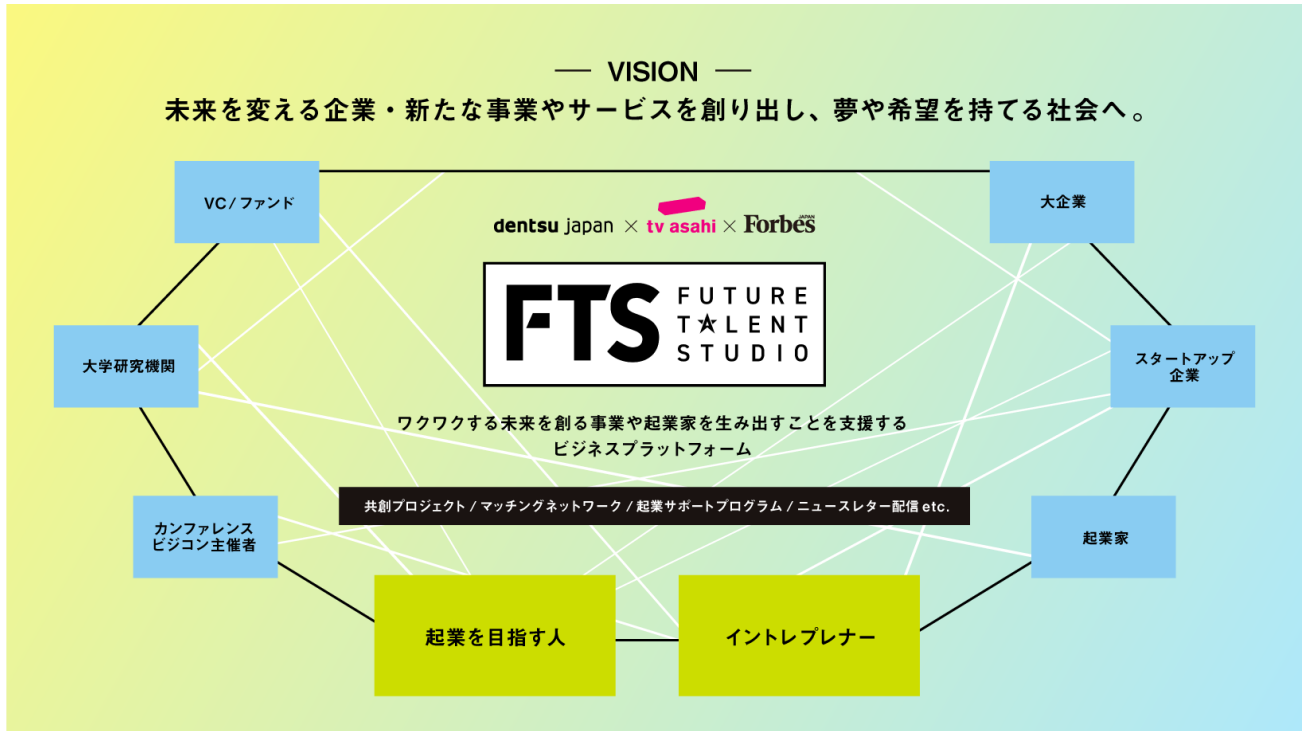 VISION
未来を変える企業・新たな事業やサービスを創り出し、夢や希望を持てる社会へ。
VC/ファンド
大企業
dentsu japan × tv asahi × Forbes JAPAN
FTS
FUTURE
TALENT
STUDIO
大学研究機関
スタートアップ
企業
ワクワクする未来を創る事業や起業家を生み出すことを支援する
ビジネスプラットフォーム
共創プロジェクト / マッチングネットワーク / 起業サポートプログラム / ニュースレター配信 etc.
カンファレンス
ビジコン主催者
起業家
起業を目指す人
イントレプレナー